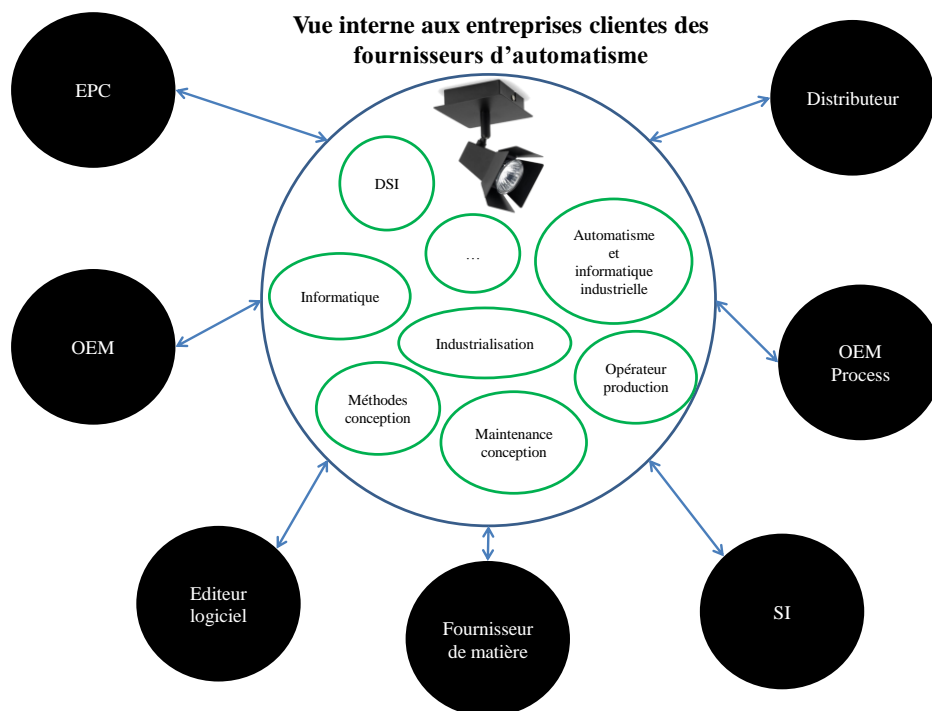 Vue interne aux entreprises clientes des
fournisseurs d’automatisme
EPC
Distributeur
DSI
…
Automatisme
et
informatique
industrielle
Informatique
Industrialisation
OEM
OEM
Process
Opérateur
production
Méthodes
conception
Maintenance
conception
Editeur
logiciel
Fournisseur
de matière
SI